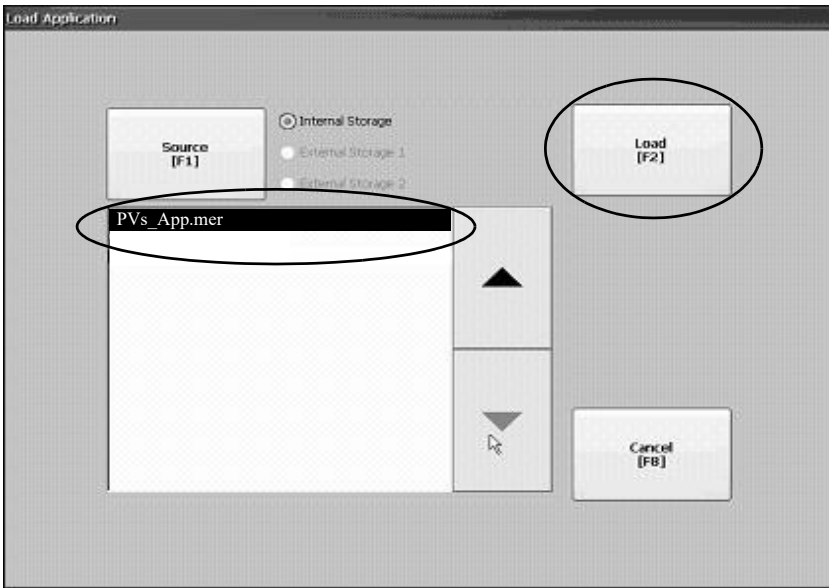 Load Application
Source
[F1]
Internal Storage
External Storage 1
External Storage 2
Load
[F2]
PVs_App.mer
Cancel
[F8]